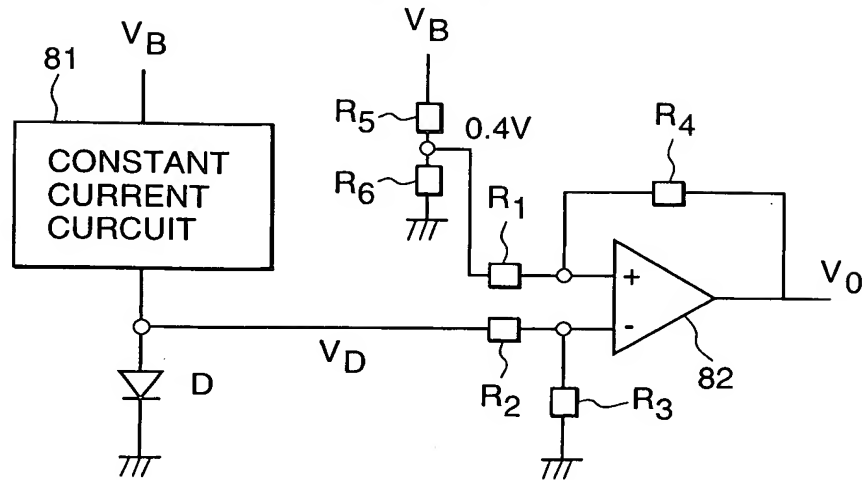 81
V_B
CONSTANT
CURRENT
CURCUIT
V_D
D
V_B
R_5
0.4V
R_6
R_1
R_4
+
-
V_0
82
R_2
R_3